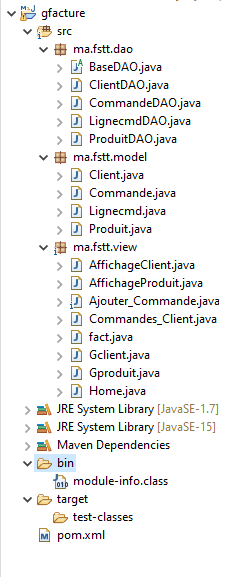 gfacture
src
ma.fstt.dao
BaseDAO.java
ClientDAO.java
CommandeDAO.java
LignecmdDAO.java
ProduitDAO.java
ma.fstt.model
Client.java
Commande.java
Lignecmd.java
Produit.java
ma.fstt.view
AffichageClient.java
AffichageProduit.java
Ajouter_Commande.java
Commandes_Client.java
fact.java
Gclient.java
Gproduit.java
Home.java
JRE System Library [JavaSE-1.7]
JRE System Library [JavaSE-15]
Maven Dependencies
bin
module-info.class
target
test-classes
pom.xml